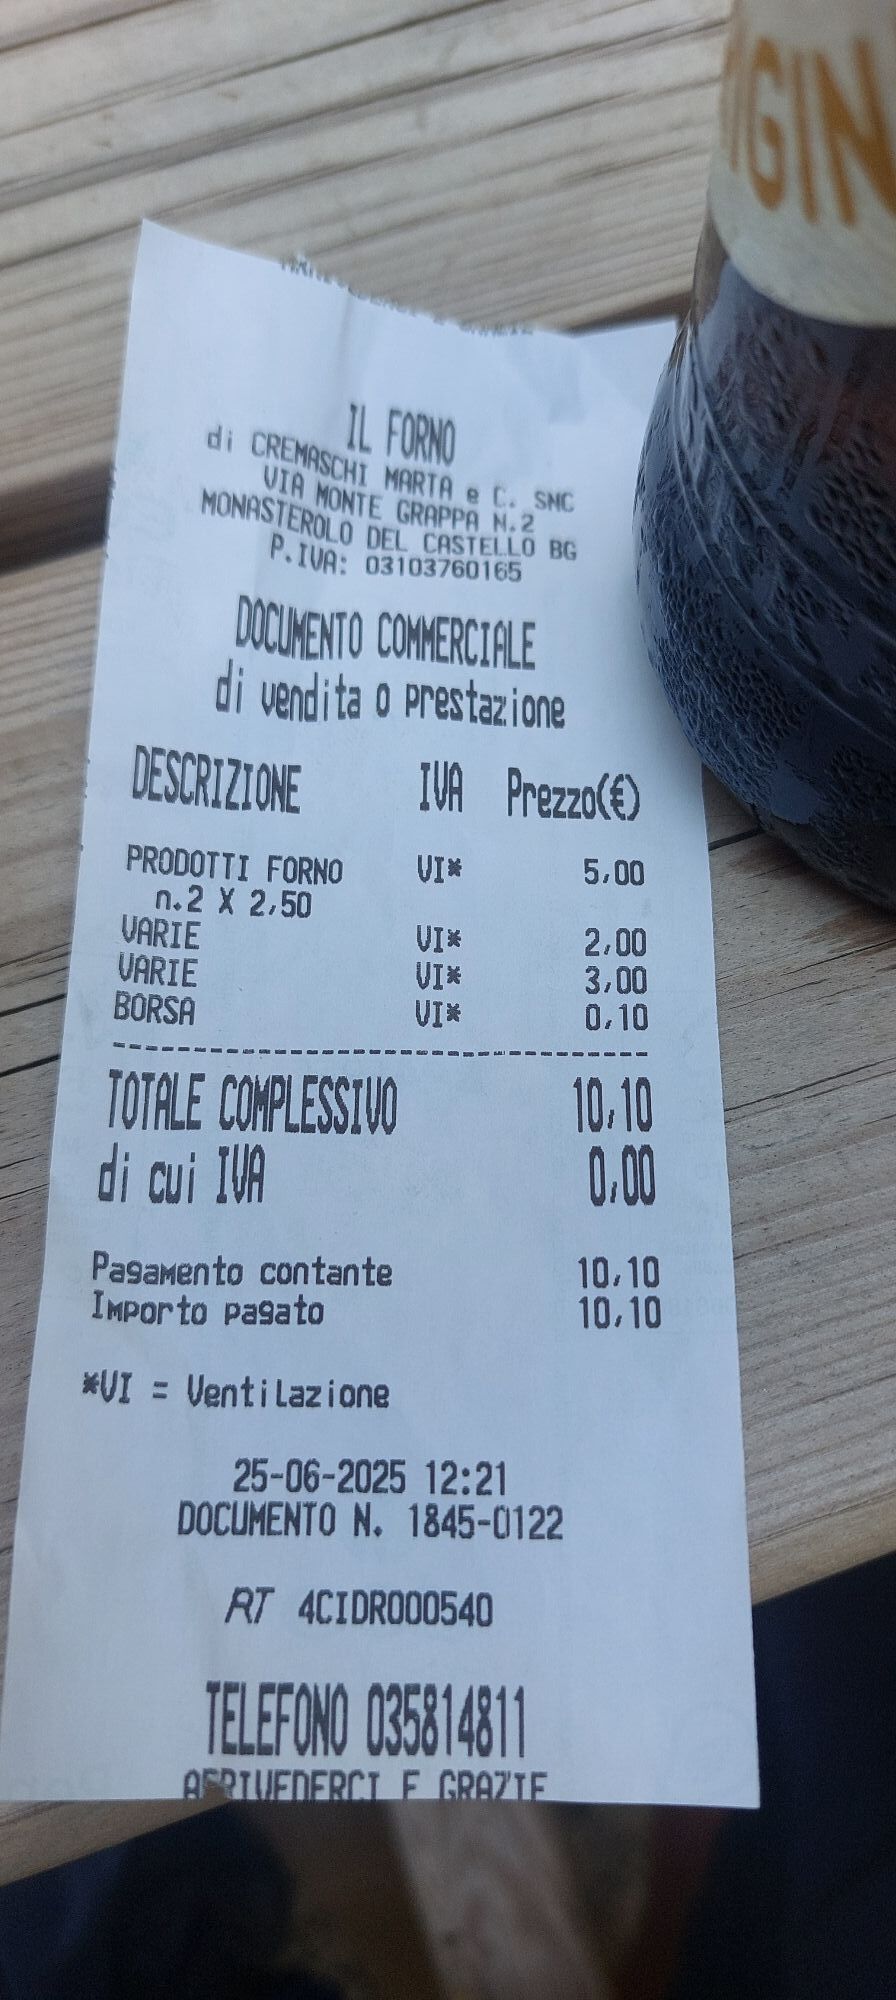 IGIN
IL FORNO
di CREMASCHI MARTA e C. SNC
VIA MONTE GRAPPA N.2
MONASTEROLO DEL CASTELLO BG
P.IVA: 03103760165
DOCUMENTO COMMERCIALE
di vendita o prestazione
DESCRIZIONE IVA Prezzo(€)
PRODOTTI FORNO VI* 5,00
n.2 X 2,50
VARIE VI* 2,00
VARIE VI* 3,00
BORSA VI* 0,10
TOTALE COMPLESSIVO 10,10
di cui IVA 0,00
Pagamento contante 10,10
Importo pagato 10,10
*VI = Ventilazione
25-06-2025 12:21
DOCUMENTO N. 1845-0122
RT 4CIDR000540
TELEFONO 035814811
ARRIVEDERCI E GRAZIE